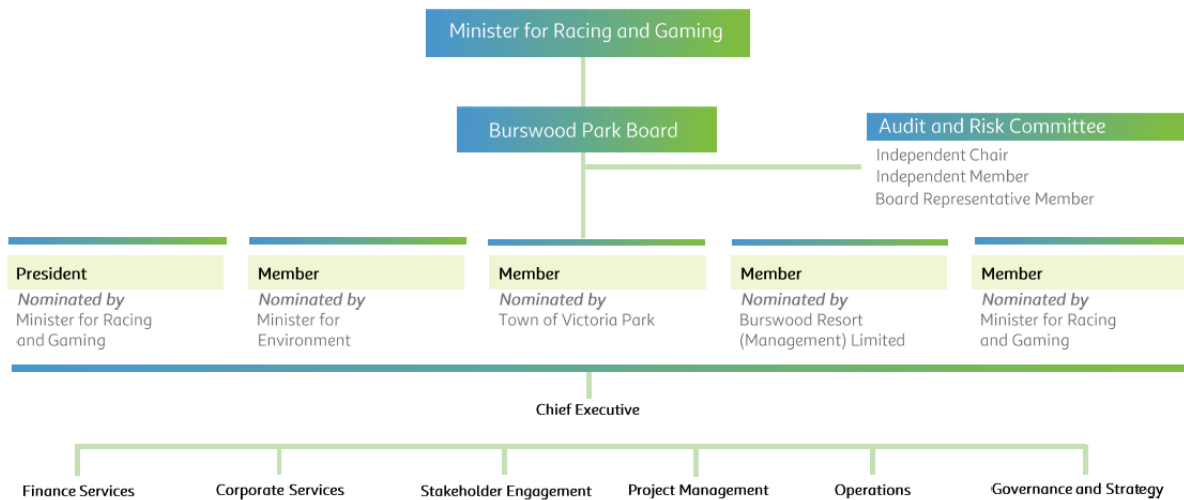 Minister for Racing and Gaming
Burswood Park Board
Audit and Risk Committee
Independent Chair
Independent Member
Board Representative Member
President
Nominated by
Minister for Racing
and Gaming
Member
Nominated by
Minister for
Environment
Member
Nominated by
Town of Victoria Park
Member
Nominated by
Burswood Resort
(Management) Limited
Member
Nominated by
Minister for Racing
and Gaming
Chief Executive
Finance Services
Corporate Services
Stakeholder Engagement
Project Management
Operations
Governance and Strategy